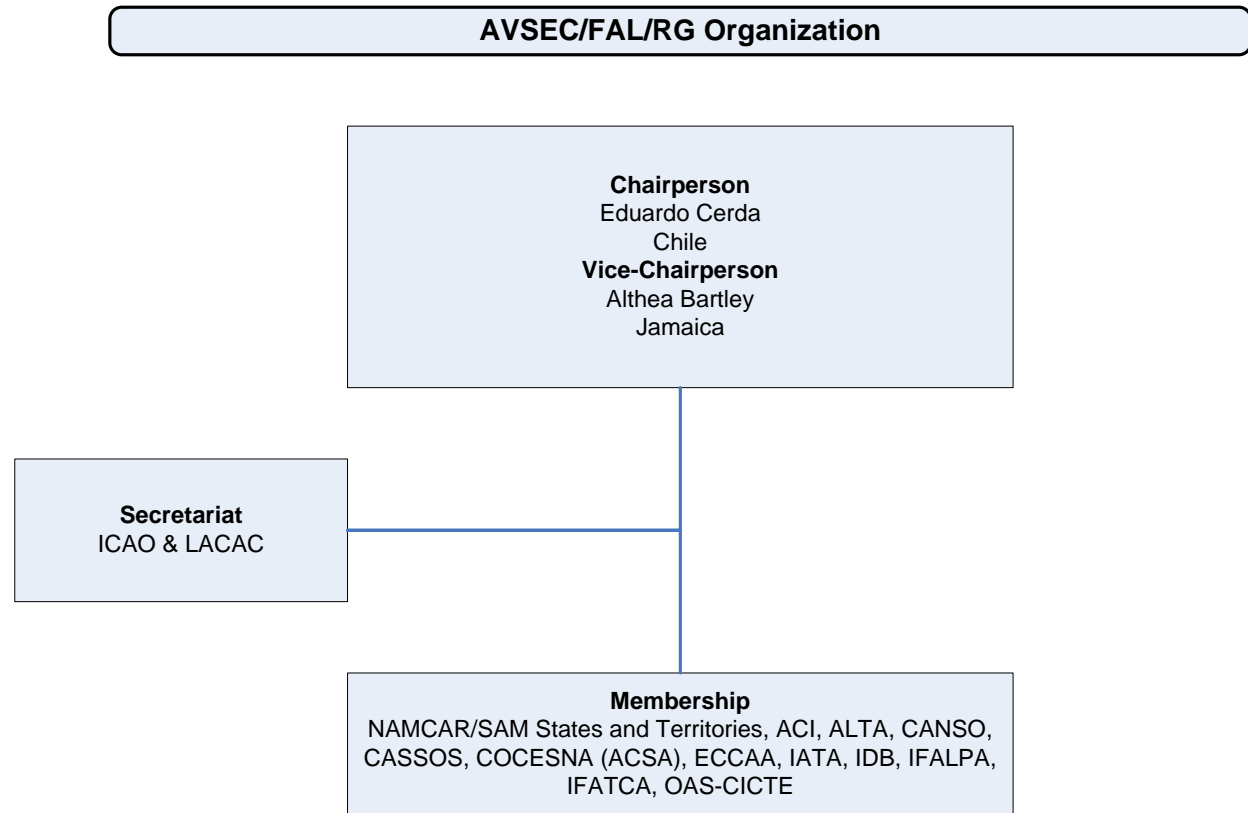 AVSEC/FAL/RG Organization
Chairperson
Eduardo Cerda
Chile
Vice-Chairperson
Althea Bartley
Jamaica
Secretariat
ICAO & LACAC
Membership
NAMCAR/SAM States and Territories, ACI, ALTA, CANSO,
CASSOS, COCESNA (ACSA), ECCAA, IATA, IDB, IFALPA,
IFATCA, OAS-CICTE